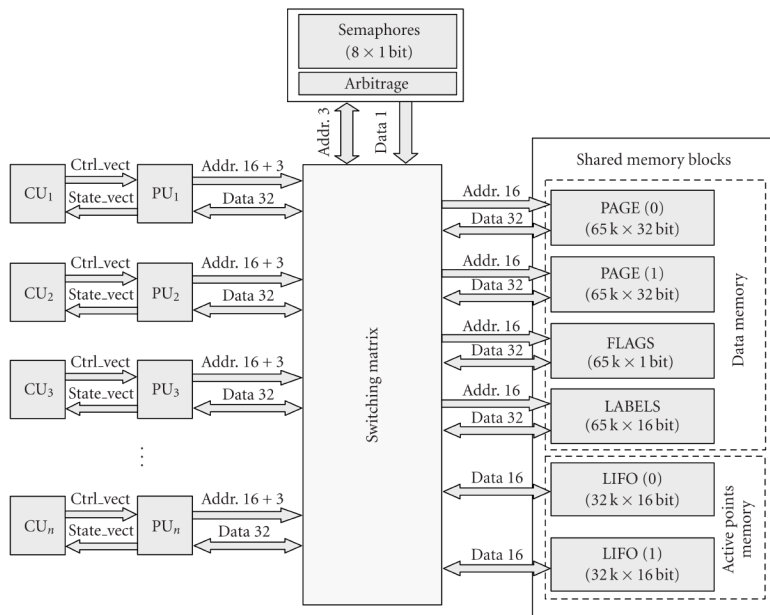 Semaphores
(8 × 1 bit)
Arbitrage
Addr. 3
Data 1
Shared memory blocks
Ctrl_vect
Addr. 16 + 3
CU1
State_vect
PU1
Data 32
Ctrl_vect
Addr. 16 + 3
CU2
State_vect
PU2
Data 32
Ctrl_vect
Addr. 16 + 3
CU3
State_vect
PU3
Data 32
⋮
Ctrl_vect
Addr. 16 + 3
CUn
State_vect
PUn
Data 32
Switching matrix
Addr. 16
Data 32
PAGE (0)
(65 k × 32 bit)
Addr. 16
Data 32
PAGE (1)
(65 k × 32 bit)
Addr. 16
Data 32
FLAGS
(65 k × 1 bit)
Addr. 16
Data 32
LABELS
(65 k × 16 bit)
Data memory
Data 16
LIFO (0)
(32 k × 16 bit)
Data 16
LIFO (1)
(32 k × 16 bit)
Active points
memory